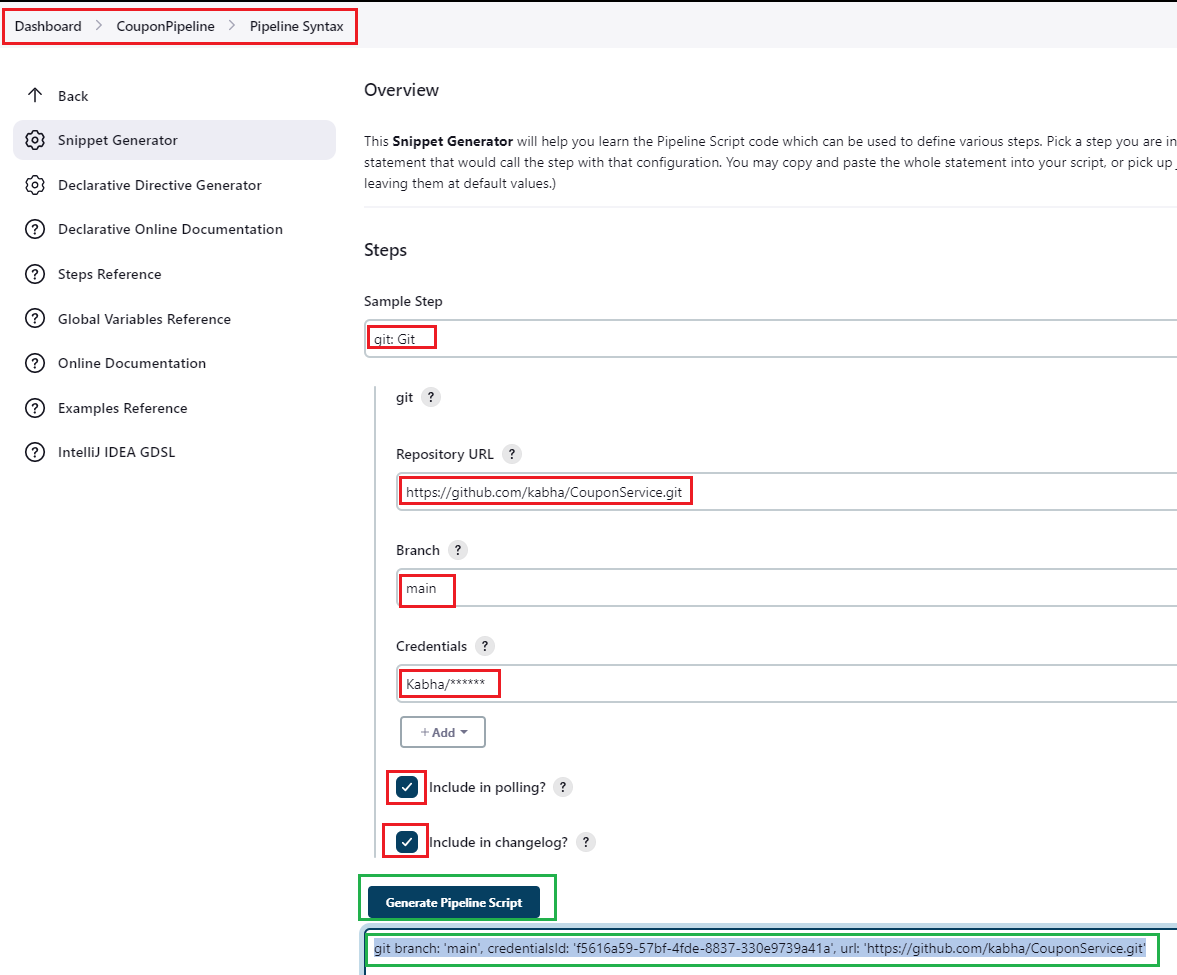 Dashboard > CouponPipeline > Pipeline Syntax
Back
Snippet Generator
Declarative Directive Generator
Declarative Online Documentation
Steps Reference
Global Variables Reference
Online Documentation
Examples Reference
IntelliJ IDEA GDSL
Overview
This Snippet Generator will help you learn the Pipeline Script code which can be used to define various steps. Pick a step you are in
statement that would call the step with that configuration. You may copy and paste the whole statement into your script, or pick up
leaving them at default values.)
Steps
Sample Step
git: Git
git ?
Repository URL ?
https://github.com/kabha/CouponService.git
Branch ?
main
Credentials ?
Kabha/******
+ Add
Include in polling? ?
Include in changelog? ?
Generate Pipeline Script
git branch: 'main', credentialsId: 'f5616a59-57bf-4fde-8837-330e9739a41a', url: 'https://github.com/kabha/CouponService.git'